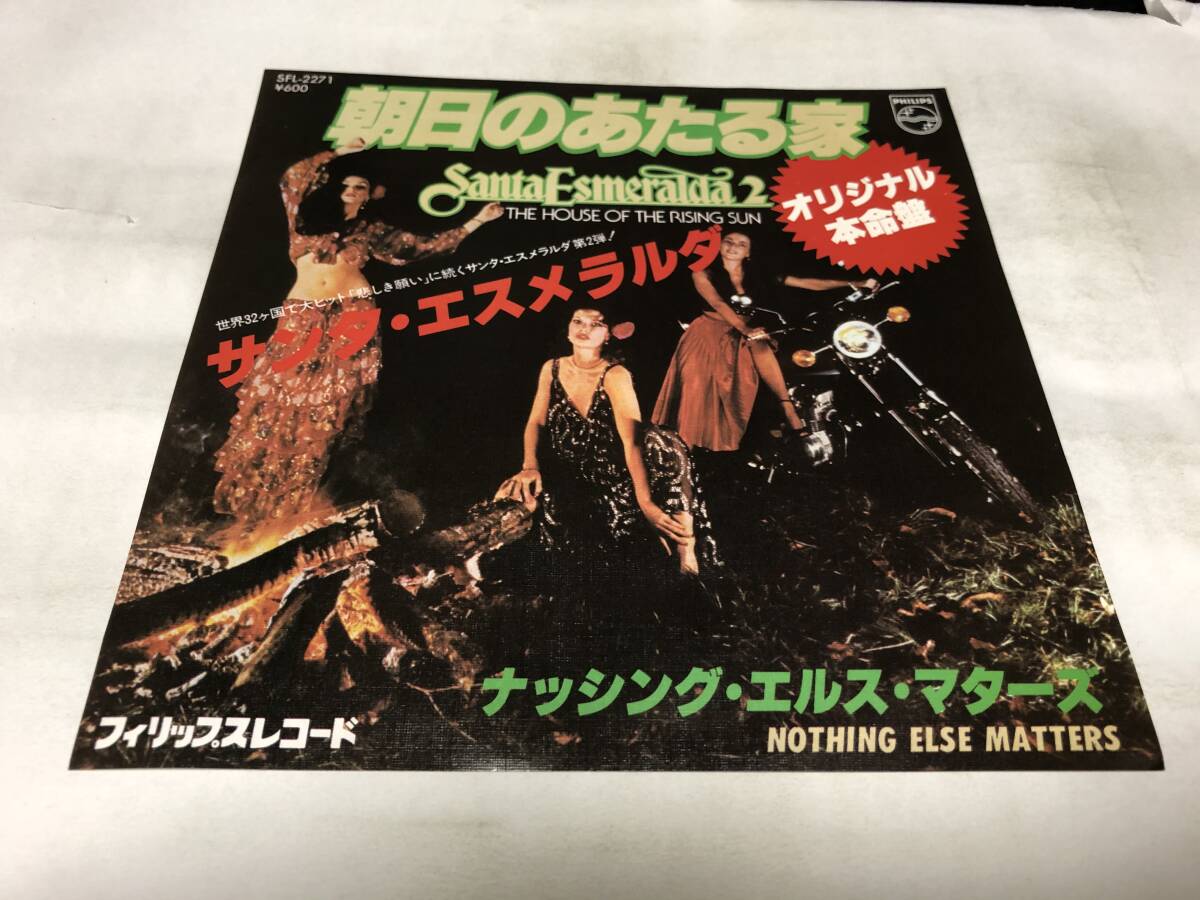 SFL-2271
¥600
朝日のあたる家
PHILIPS
Santa Esmeralda 2
THE HOUSE OF THE RISING SUN
オリジナル
本命盤
世界32ヶ国で大ヒット「悲しき願い」に続くサンタ・エスメラルダ 第2弾!
サンタ・エスメラルダ
ナッシング・エルス・マターズ
NOTHING ELSE MATTERS
フィリップスレコード